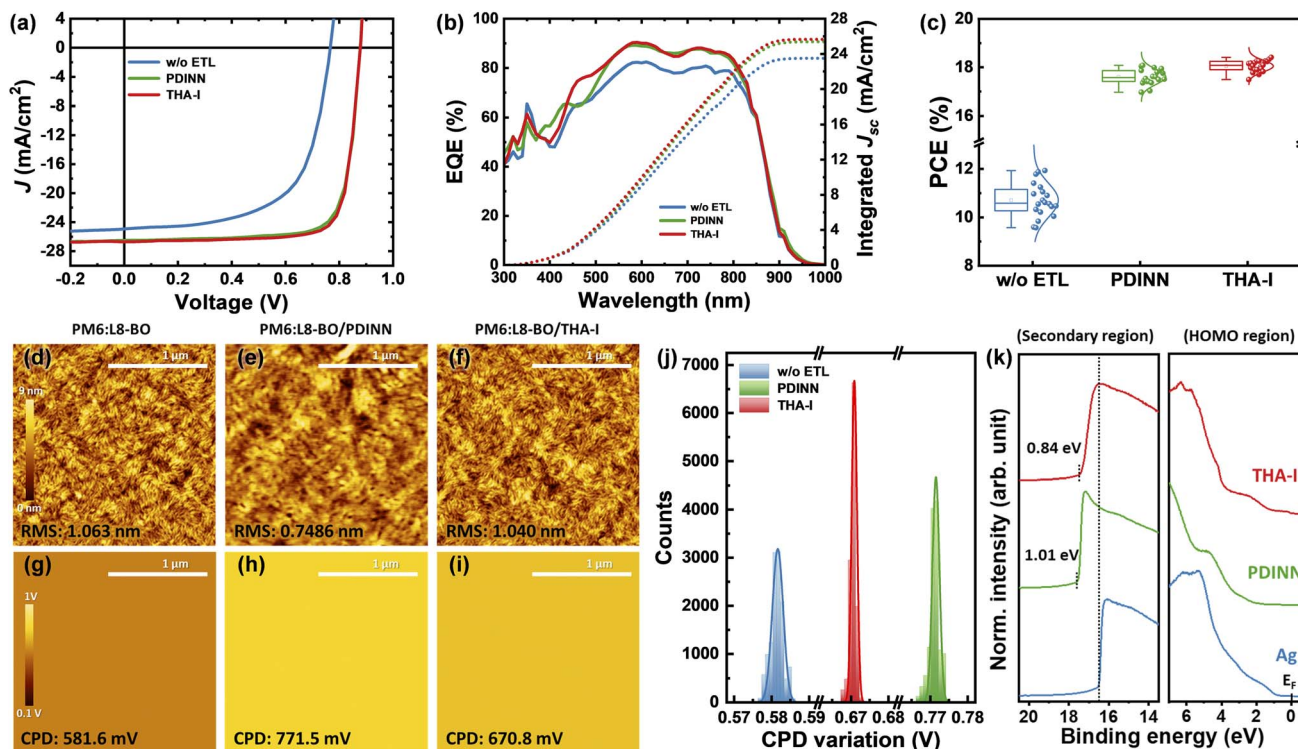 (a)
4
0
-4
-8
-12
-16
-20
-24
-28
J (mA/cm²)
w/o ETL
PDINN
THA-I
-0.2 0.0 0.2 0.4 0.6 0.8 1.0
Voltage (V)
(b)
100
80
60
40
20
0
EQE (%)
28
24
20
16
12
8
4
0
Integrated Jsc (mA/cm²)
w/o ETL
PDINN
THA-I
300 400 500 600 700 800 900 1000
Wavelength (nm)
(c)
20
18
16
12
10
8
PCE (%)
w/o ETL PDINN THA-I
PM6:L8-BO
PM6:L8-BO/PDINN
PM6:L8-BO/THA-I
(d)
1 µm
9 nm
0 nm
RMS: 1.063 nm
(e)
1 µm
RMS: 0.7486 nm
(f)
1 µm
RMS: 1.040 nm
(g)
1 µm
1V
0.1 V
CPD: 581.6 mV
(h)
1 µm
CPD: 771.5 mV
(i)
1 µm
CPD: 670.8 mV
(j)
7000
6000
5000
4000
3000
2000
1000
0
Counts
w/o ETL
PDINN
THA-I
0.57 0.58 0.59 0.67 0.68 0.77 0.78
CPD variation (V)
(Secondary region)
(HOMO region)
(k)
Norm. intensity (arb. unit)
0.84 eV
THA-I
1.01 eV
PDINN
Ag
EF
20 18 16 14 6 4 2 0
Binding energy (eV)